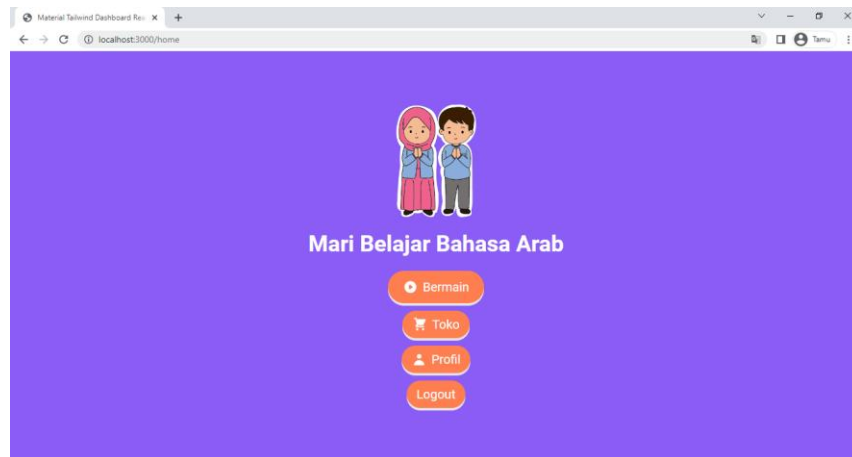 Material Tailwind Dashboard Rea
localhost:3000/home
Tamu
Mari Belajar Bahasa Arab
Bermain
Toko
Profil
Logout